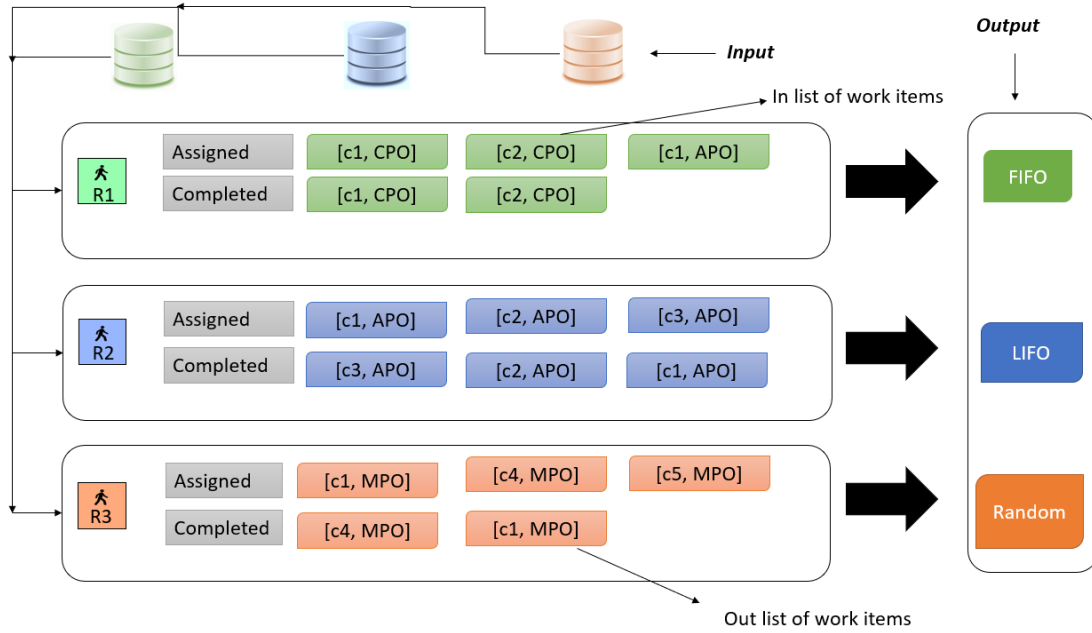 Output
Input
In list of work items
R1
Assigned
[c1, CPO]
[c2, CPO]
[c1, APO]
Completed
[c1, CPO]
[c2, CPO]
FIFO
R2
Assigned
[c1, APO]
[c2, APO]
[c3, APO]
Completed
[c3, APO]
[c2, APO]
[c1, APO]
LIFO
R3
Assigned
[c1, MPO]
[c4, MPO]
[c5, MPO]
Completed
[c4, MPO]
[c1, MPO]
Random
Out list of work items